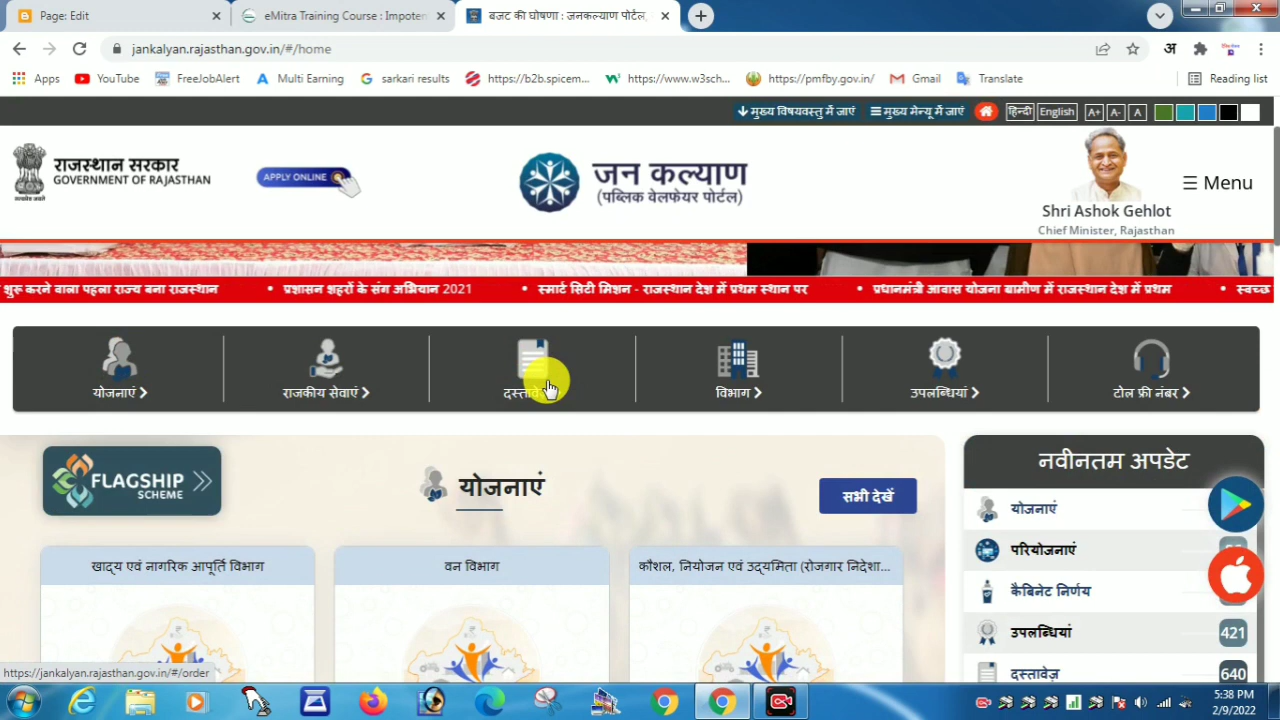 Page: Edit
eMitra Training Course : Impoten
बजट की घोषणा : जनकल्याण पोर्टल,
jankalyan.rajasthan.gov.in/#/home
अ
Apps
YouTube
FreeJobAlert
Multi Earning
sarkari results
https://b2b.spicem...
https://www.w3sch...
https://pmfby.gov.in/
Gmail
Translate
Reading list
मुख्य विषयवस्तु में जाएं
मुख्य मेन्यू में जाएं
हिन्दी
English
A+
A-
A
राजस्थान सरकार
GOVERNMENT OF RAJASTHAN
APPLY ONLINE
जन कल्याण
(पब्लिक वेलफेयर पोर्टल)
Shri Ashok Gehlot
Chief Minister, Rajasthan
Menu
शुरू करने वाला पहला राज्य बना राजस्थान • प्रशासन शहरों के संग अभियान 2021 • स्मार्ट सिटी मिशन - राजस्थान देश में प्रथम स्थान पर • प्रधानमंत्री आवास योजना ग्रामीण में राजस्थान देश में प्रथम • स्वच्छ
योजनाएं
राजकीय सेवाएं
विभाग
उपलब्धियां
टोल फ्री नंबर
FLAGSHIP
SCHEME
योजनाएं
सभी देखें
खाद्य एवं नागरिक आपूर्ति विभाग
वन विभाग
कौशल, नियोजन एवं उद्यमिता (रोजगार निदेशा...
नवीनतम अपडेट
योजनाएं
परियोजनाएं
कैबिनेट निर्णय
उपलब्धियां 421
दस्तावेज़ 640
https://jankalyan.rajasthan.gov.in/#/order
5:38 PM
2/9/2022